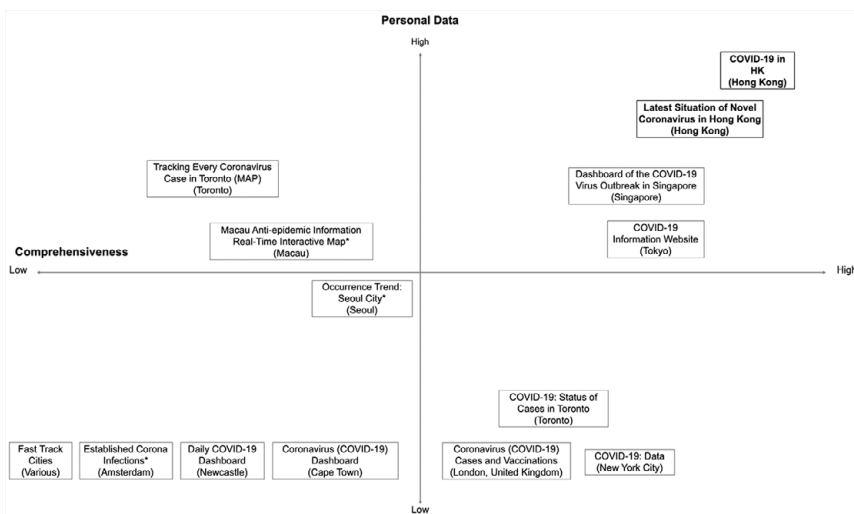 Personal Data
High
COVID-19 in
HK
(Hong Kong)
Latest Situation of Novel
Coronavirus in Hong Kong
(Hong Kong)
Tracking Every Coronavirus
Case in Toronto (MAP)
(Toronto)
Dashboard of the COVID-19
Virus Outbreak in Singapore
(Singapore)
Macau Anti-epidemic Information
Real-Time Interactive Map*
(Macau)
COVID-19
Information Website
(Tokyo)
Comprehensiveness
Low
High
Occurrence Trend:
Seoul City*
(Seoul)
COVID-19: Status of
Cases in Toronto
(Toronto)
Fast Track
Cities
(Various)
Established Corona
Infections*
(Amsterdam)
Daily COVID-19
Dashboard
(Newcastle)
Coronavirus (COVID-19)
Dashboard
(Cape Town)
Coronavirus (COVID-19)
Cases and Vaccinations
(London, United Kingdom)
COVID-19: Data
(New York City)
Low